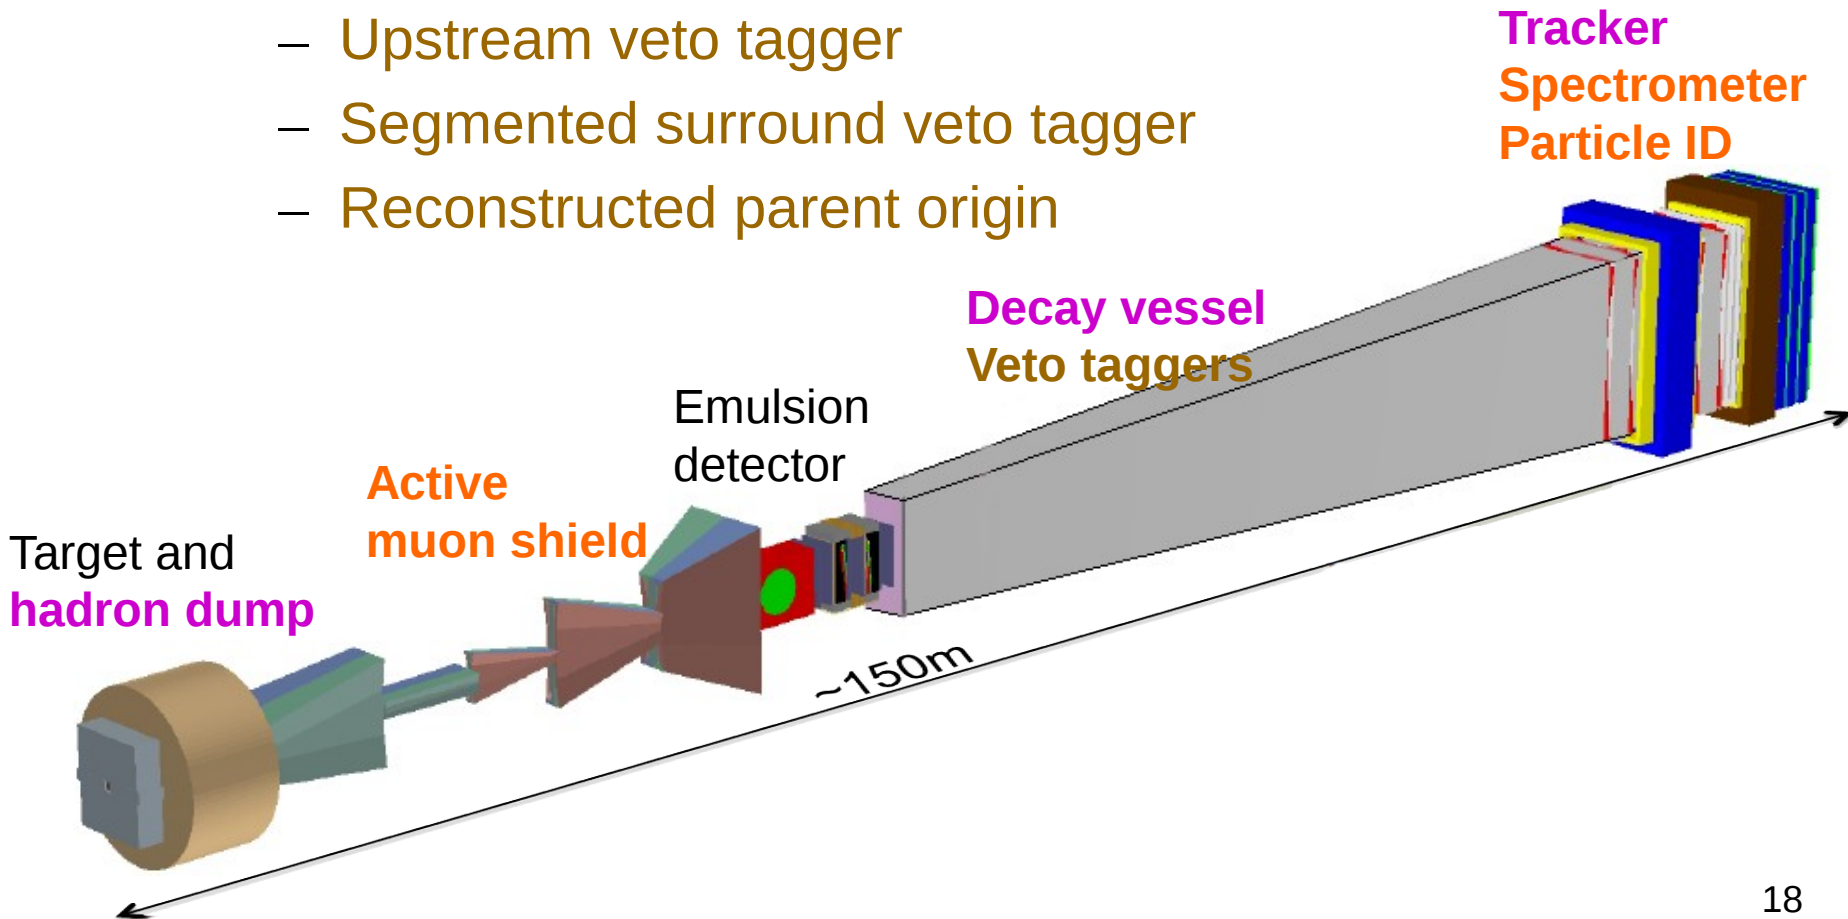 – Upstream veto tagger
– Segmented surround veto tagger
– Reconstructed parent origin
Tracker
Spectrometer
Particle ID
Decay vessel
Veto taggers
Emulsion
detector
Active
muon shield
Target and
hadron dump
~150m
18